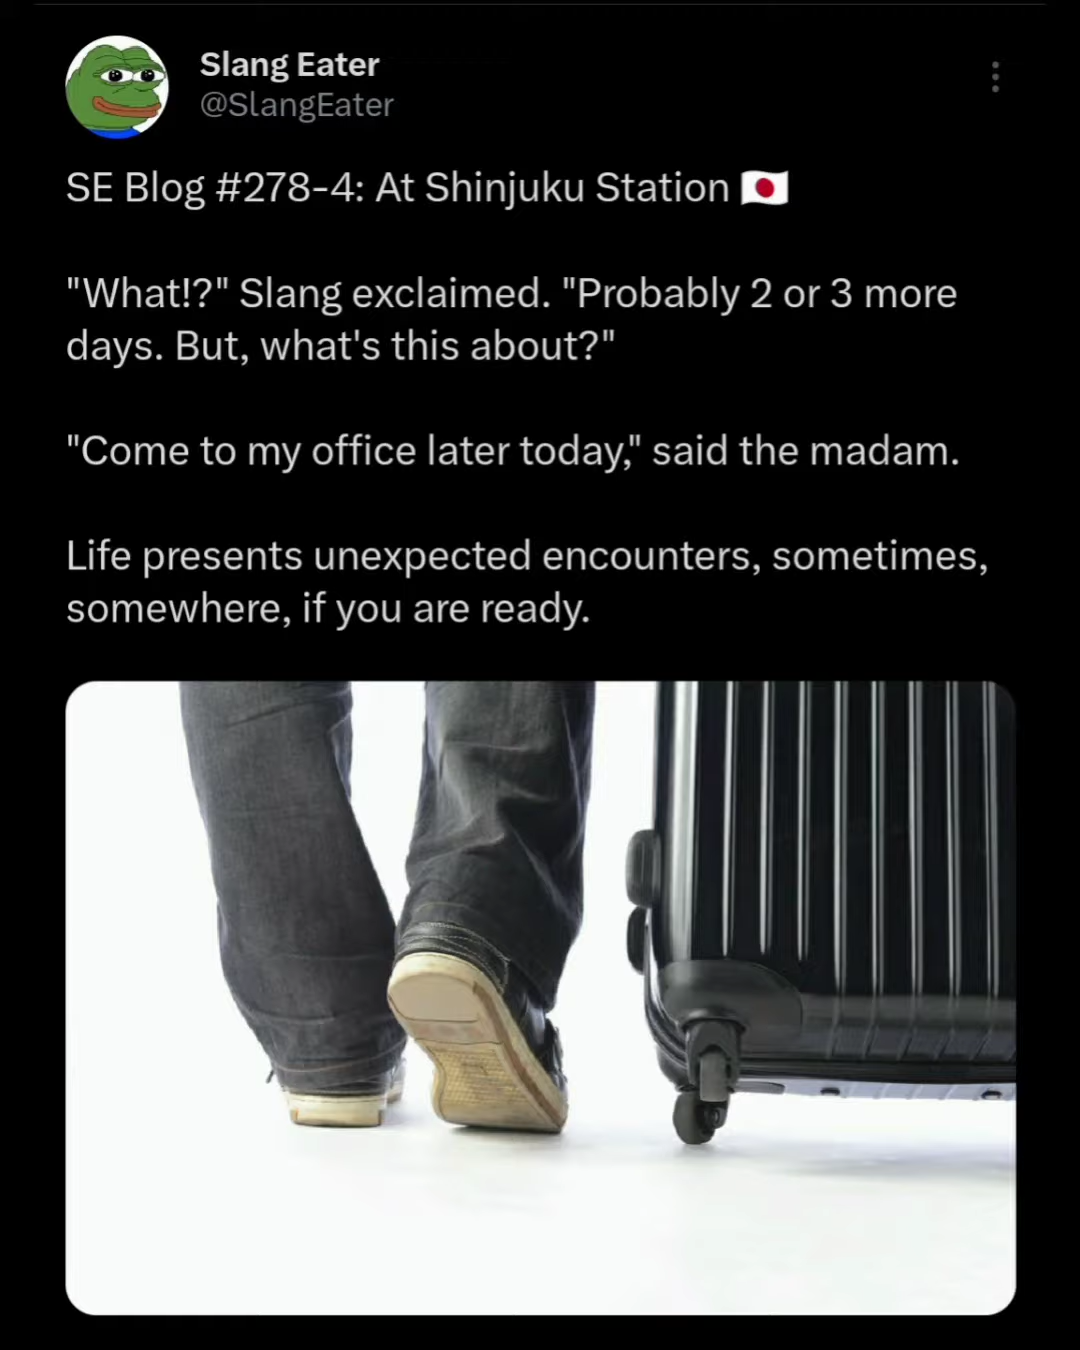 Slang Eater
@SlangEater
SE Blog #278-4: At Shinjuku Station 🇯🇵
"What!?" Slang exclaimed. "Probably 2 or 3 more
days. But, what's this about?"
"Come to my office later today," said the madam.
Life presents unexpected encounters, sometimes,
somewhere, if you are ready.